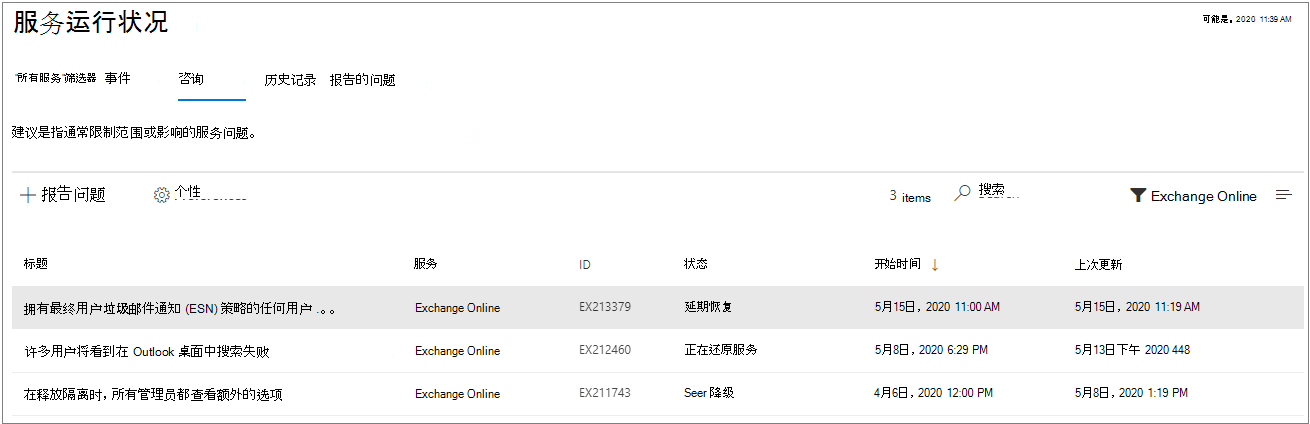 服务运行状况
可能是。2020 11:39 AM
所有服务 筛选器 事件 咨询 历史记录 报告的问题
建议是指通常限制范围或影响的服务问题。
报告问题 个性 3 items 搜索 Exchange Online
标题 服务 ID 状态 开始时间 ↓ 上次更新
拥有最终用户垃圾邮件通知 (ESN) 策略的任何用户 .。。 Exchange Online EX213379 延期恢复 5月15日，2020 11:00 AM 5月15日，2020 11:19 AM
许多用户将看到在 Outlook 桌面中搜索失败 Exchange Online EX212460 正在还原服务 5月8日，2020 6:29 PM 5月13日下午 2020 448
在释放隔离时，所有管理员都查看额外的选项 Exchange Online EX211743 Seer 降级 4月6日，2020 12:00 PM 5月8日，2020 1:19 PM